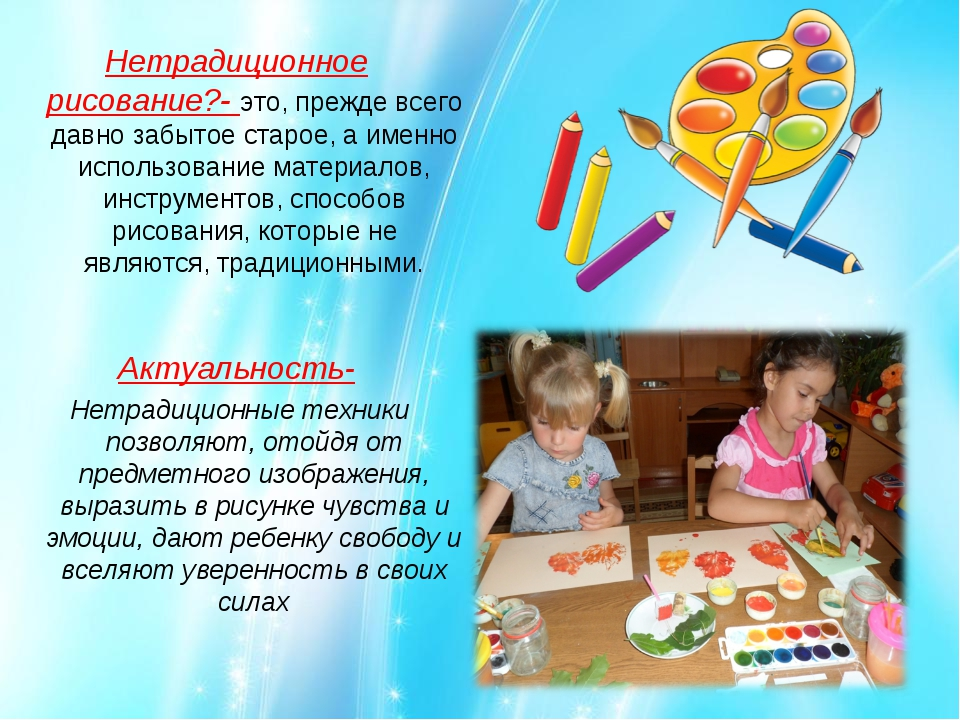 Нетрадиционное
рисование?- это, прежде всего
давно забытое старое, а именно
использование материалов,
инструментов, способов
рисования, которые не
являются, традиционными.
Актуальность-
Нетрадиционные техники
позволяют, отойдя от
предметного изображения,
выразить в рисунке чувства и
эмоции, дают ребенку свободу и
вселяют уверенность в своих
силах